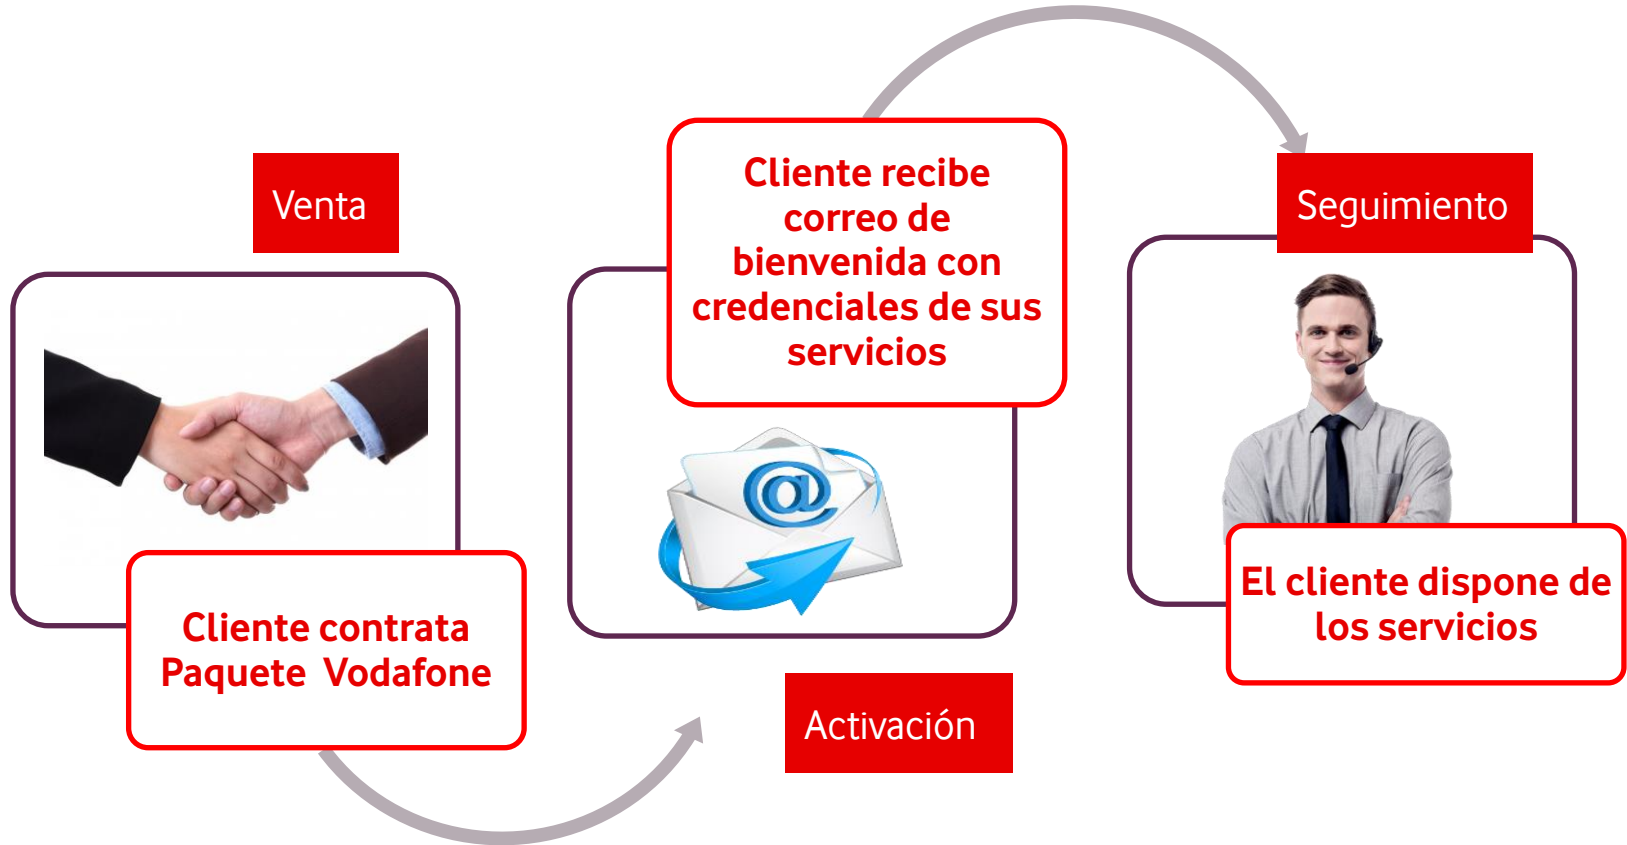 Venta
Cliente contrata
Paquete  Vodafone
Cliente recibe
correo de
bienvenida con
credenciales de sus
servicios
@
Activación
Seguimiento
El cliente dispone de
los servicios